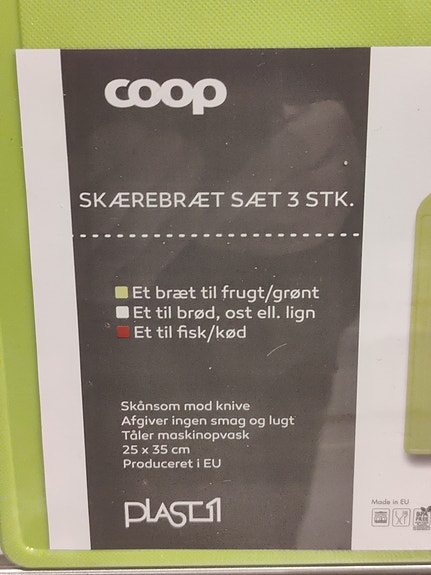 coop
SKÆREBRÆT SÆT 3 STK.
Et bræt til frugt/grønt
Et til brød, ost ell. lign
Et til fisk/kød
Skånsom mod knive
Afgiver ingen smag og lugt
Tåler maskinopvask
25 x 35 cm
Produceret i EU
PLAST1
Made in EU
BPA
FREE